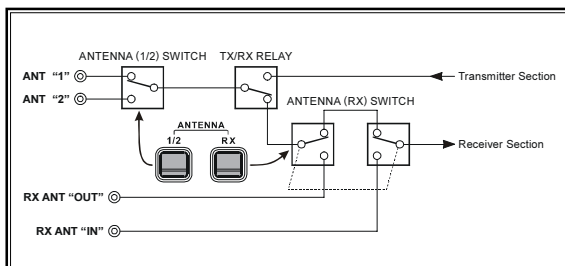 ANTENNA (1/2) SWITCH TX/RX RELAY
ANT “1”
Transmitter Section
ANT “2”
ANTENNA (RX) SWITCH
ANTENNA
1/2 RX
Receiver Section
RX ANT “OUT”
RX ANT “IN”